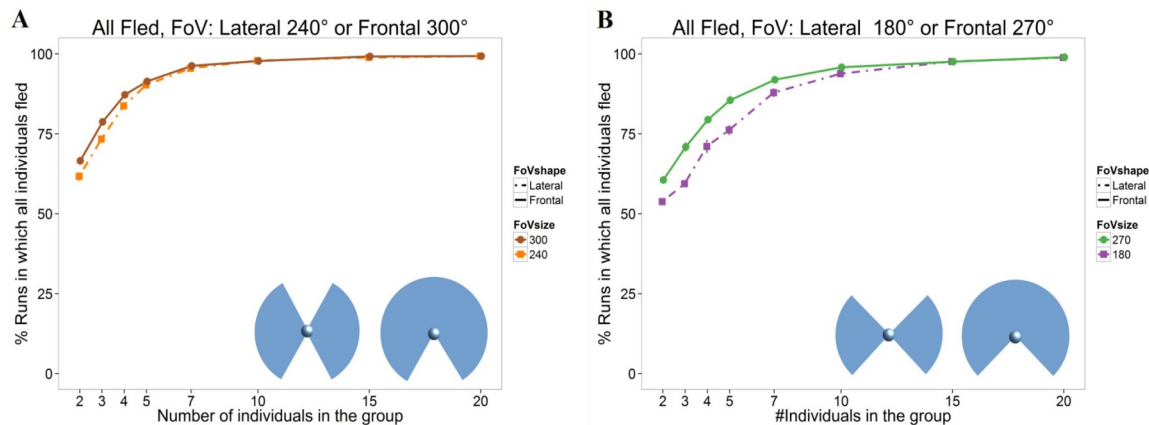 A
All Fled, FoV: Lateral 240° or Frontal 300°
% Runs in which all individuals fled
100
75
50
25
0
2 3 4 5 7 10 15 20
Number of individuals in the group
FoVshape
Lateral
Frontal
FoVsize
300
240
B
All Fled, FoV: Lateral 180° or Frontal 270°
% Runs in which all individuals fled
100
75
50
25
0
2 3 4 5 7 10 15 20
#Individuals in the group
FoVshape
Lateral
Frontal
FoVsize
270
180